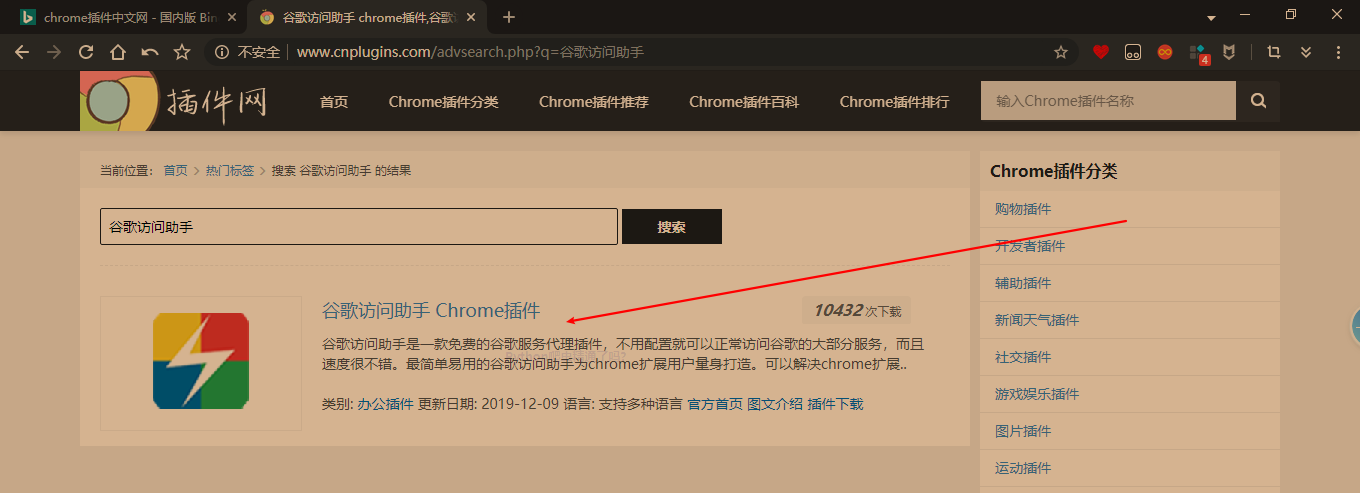 chrome插件中文网 - 国内版 Bin
谷歌访问助手 chrome插件,谷歌
不安全 www.cnplugins.com/advsearch.php?q=谷歌访问助手
4
插件网
首页 Chrome插件分类 Chrome插件推荐 Chrome插件百科 Chrome插件排行
输入Chrome插件名称
当前位置: 首页 > 热门标签 > 搜索 谷歌访问助手 的结果
谷歌访问助手
搜索
谷歌访问助手 Chrome插件
10432 次下载
谷歌访问助手是一款免费的谷歌服务代理插件，不用配置就可以正常访问谷歌的大部分服务，而且
速度很不错。最简单易用的谷歌访问助手为chrome扩展用户量身打造。可以解决chrome扩展..
类别: 办公插件 更新日期: 2019-12-09 语言: 支持多种语言 官方首页 图文介绍 插件下载
Chrome插件分类
购物插件
开发者插件
辅助插件
新闻天气插件
社交插件
游戏娱乐插件
图片插件
运动插件